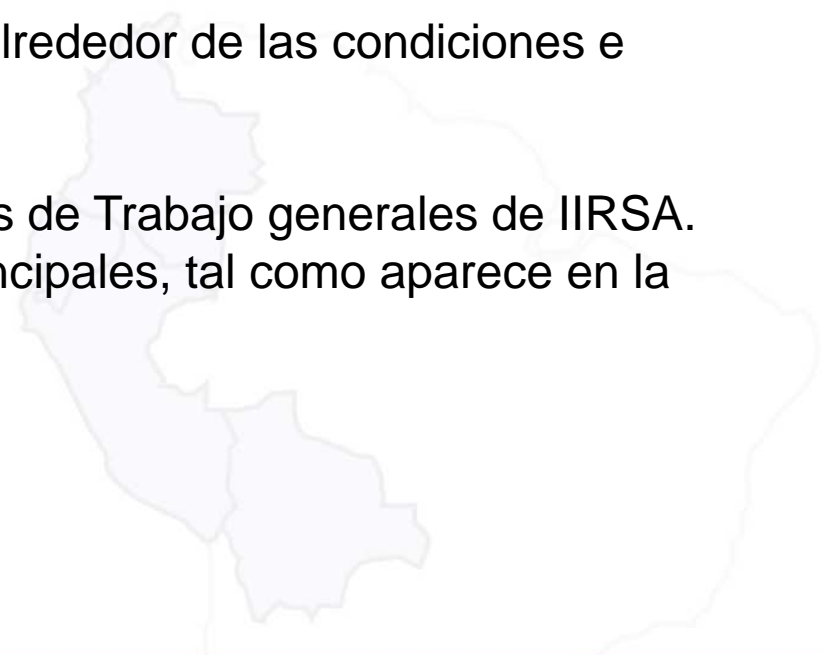 lrededor de las condiciones e
s de Trabajo generales de IIRSA.
ncipales, tal como aparece en la